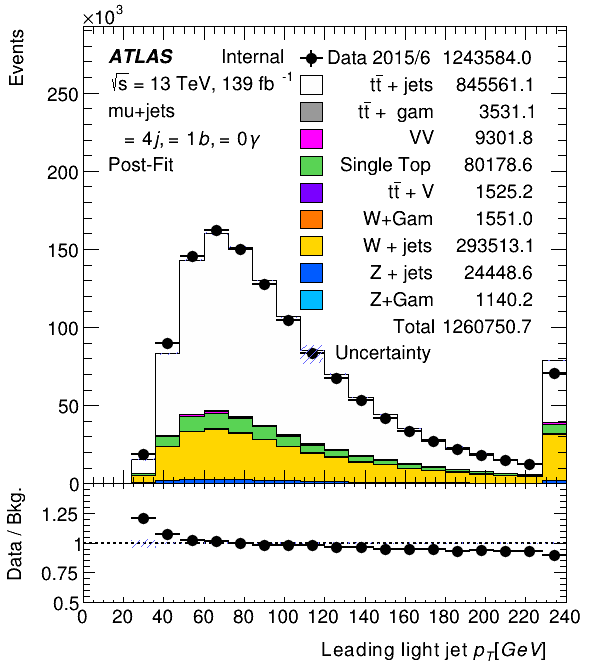 ×10³
Events
ATLAS Internal
√s = 13 TeV, 139 fb⁻¹
mu+jets
= 4j, = 1b, = 0γ
Post-Fit
Data 2015/6 1243584.0
tt̄ + jets 845561.1
tt̄ + gam 3531.1
VV 9301.8
Single Top 80178.6
tt̄ + V 1525.2
W+Gam 1551.0
W + jets 293513.1
Z + jets 24448.6
Z+Gam 1140.2
Total 1260750.7
Uncertainty
250
200
150
100
50
0
Data / Bkg.
1.25
1
0.75
0.5
0 20 40 60 80 100 120 140 160 180 200 220 240
Leading light jet p_T[GeV]